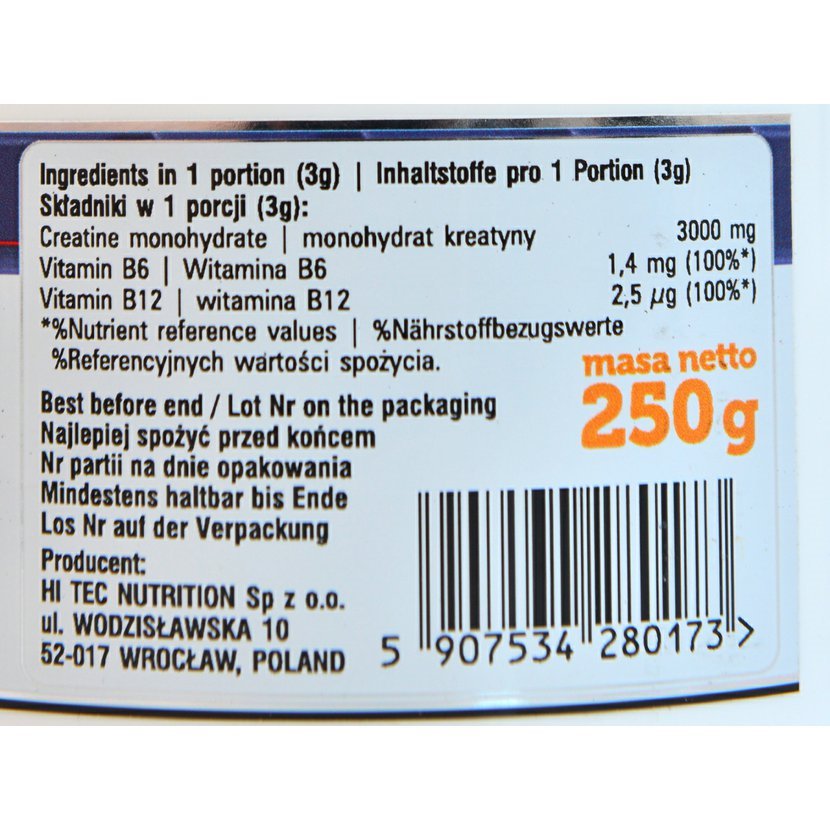 Ingredients in 1 portion (3g) | Inhaltstoffe pro 1 Portion (3g)
Składniki w 1 porcji (3g):
Creatine monohydrate | monohydrat kreatyny 3000 mg
Vitamin B6 | Witamina B6 1,4 mg (100%*)
Vitamin B12 | witamina B12 2,5 µg (100%*)
*%Nutrient reference values | %Nährstoffbezugswerte
%Referencyjnych wartości spożycia.
masa netto
250g
Best before end / Lot Nr on the packaging
Najlepiej spożyć przed końcem
Nr partii na dnie opakowania
Mindestens haltbar bis Ende
Los Nr auf der Verpackung
Producent:
HI TEC NUTRITION Sp z o.o.
ul. WODZISŁAWSKA 10
52-017 WROCŁAW, POLAND
5 907534 280173 >